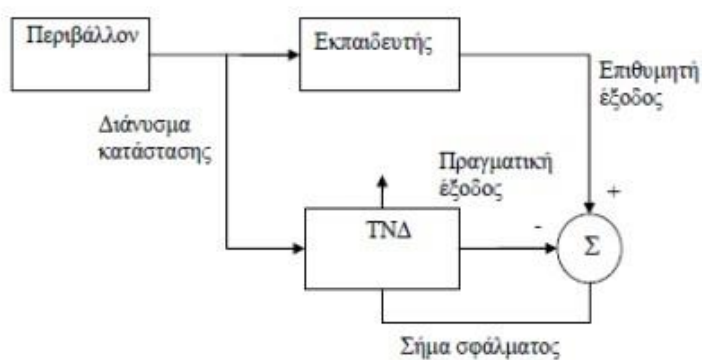 Περιβάλλον
Εκπαιδευτής
Επιθυμητή
έξοδος
Διάνυσμα
κατάστασης
Πραγματική
έξοδος
+
ΤΝΔ
-
Σ
Σήμα σφάλματος